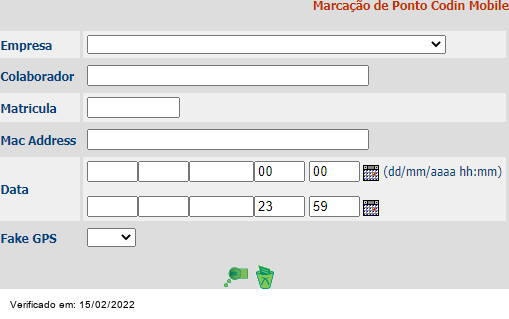 Marcação de Ponto Codin Mobile
Empresa
Colaborador
Matricula
Mac Address
Data
00 00 (dd/mm/aaaa hh:mm)
23 59
Fake GPS
Verificado em: 15/02/2022